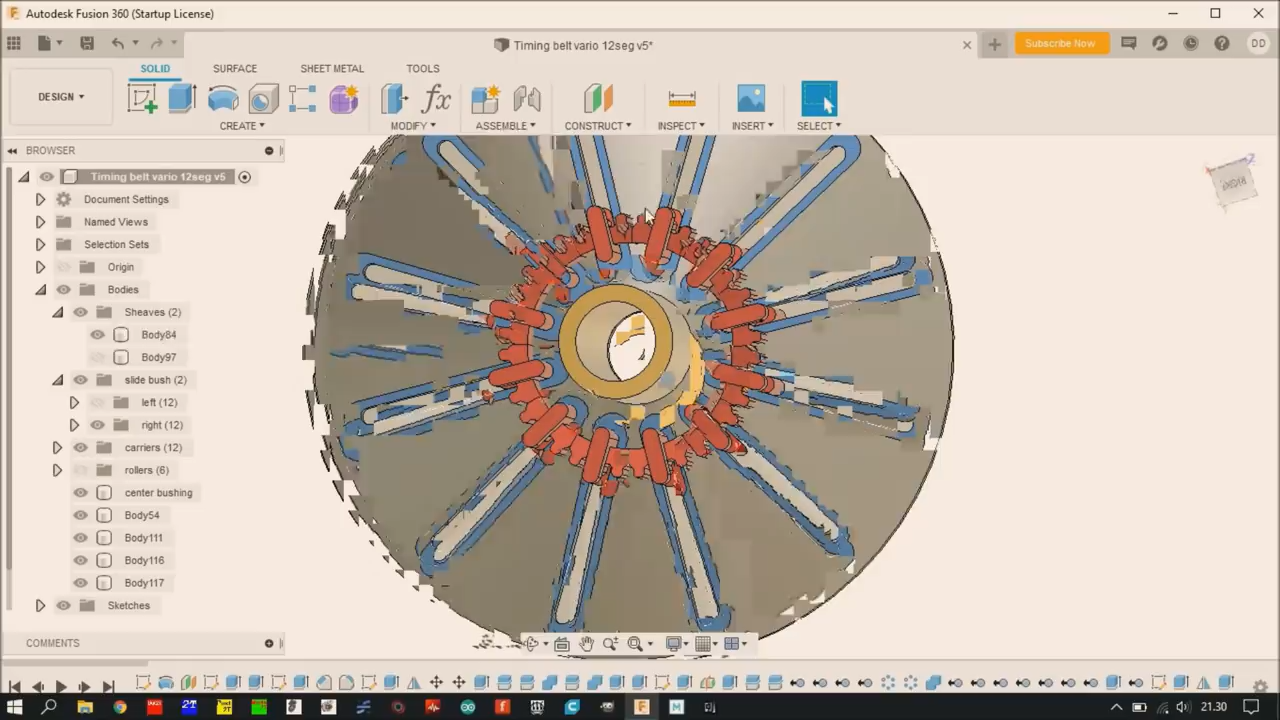 Autodesk Fusion 360 (Startup License)
Timing belt vario 12seg v5*
Subscribe Now
DD
SOLID SURFACE SHEET METAL TOOLS
DESIGN
CREATE MODIFY ASSEMBLE CONSTRUCT INSPECT INSERT SELECT
BROWSER
Timing belt vario 12seg v5
Document Settings
Named Views
Selection Sets
Origin
Bodies
Sheaves (2)
Body84
Body97
slide bush (2)
left (12)
right (12)
carriers (12)
rollers (6)
center bushing
Body54
Body111
Body116
Body117
Sketches
COMMENTS
21.30